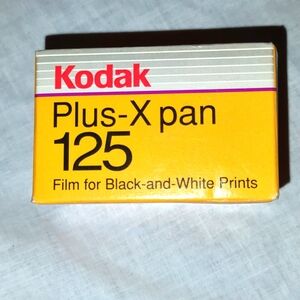 Kodak
Plus-X pan
125
Film for Black-and-White Prints